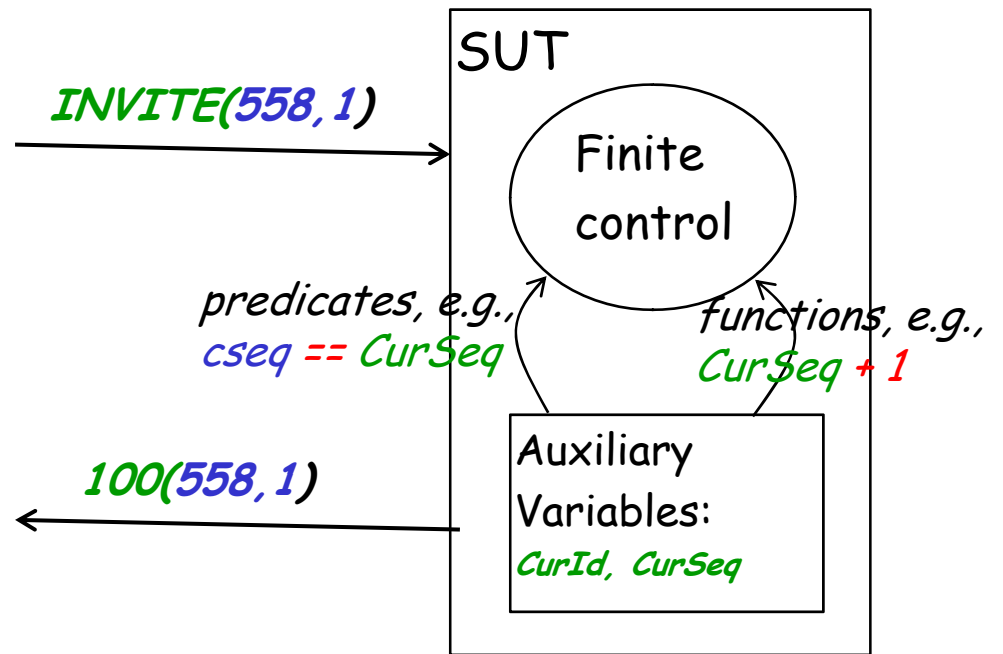 SUT
INVITE(558,1)
Finite
control
predicates, e.g.,
cseq == CurSeq
functions, e.g.,
CurSeq + 1
Auxiliary
Variables:
CurId, CurSeq
100(558,1)